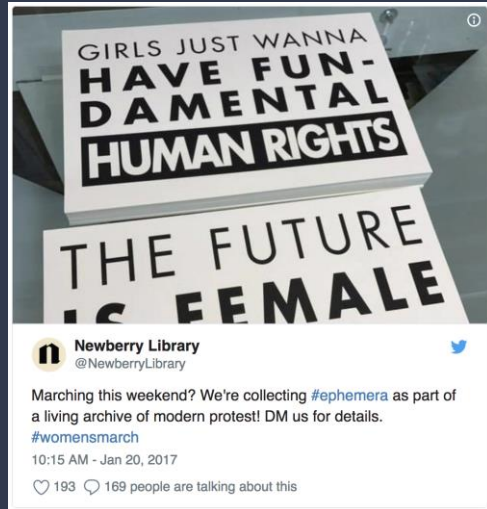 GIRLS JUST WANNA
HAVE FUN-
DAMENTAL
HUMAN RIGHTS
THE FUTURE
IS FEMALE
Newberry Library
@NewberryLibrary
Marching this weekend? We're collecting #ephemera as part of
a living archive of modern protest! DM us for details.
#womensmarch
10:15 AM - Jan 20, 2017
193 169 people are talking about this